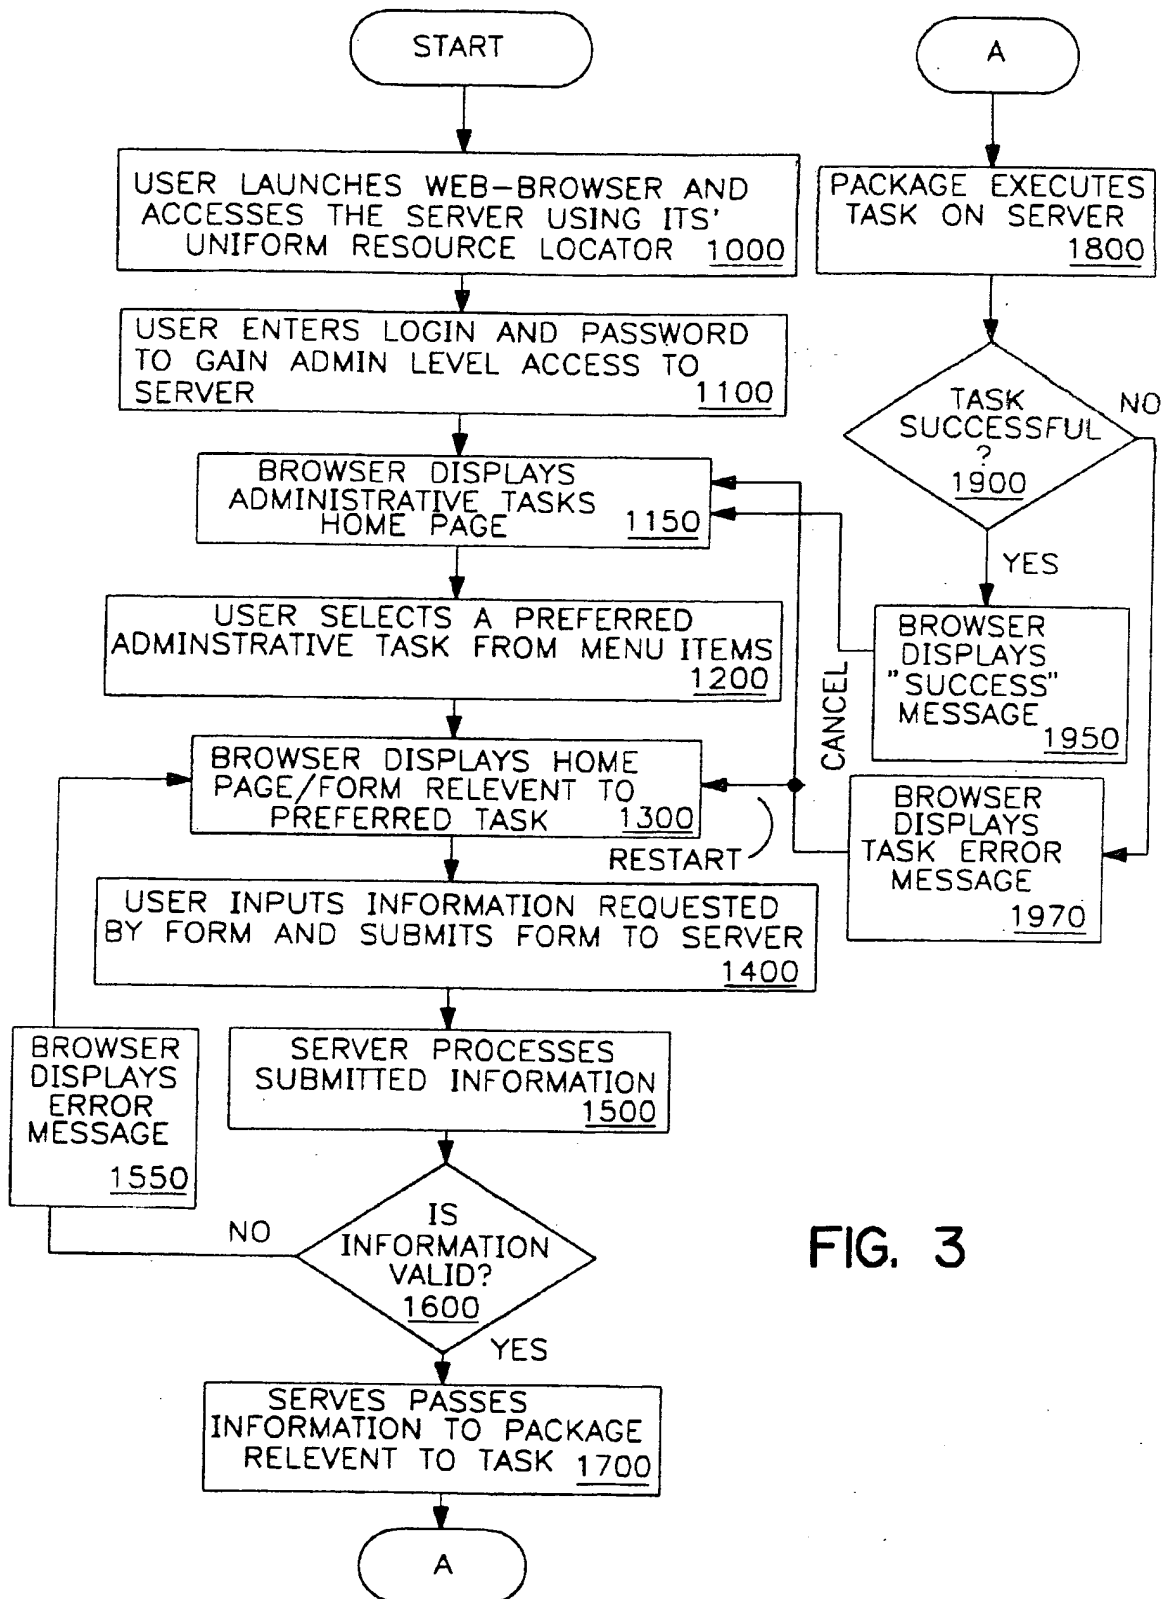 START
USER LAUNCHES WEB-BROWSER AND
ACCESSES THE SERVER USING ITS'
UNIFORM RESOURCE LOCATOR 1000
USER ENTERS LOGIN AND PASSWORD
TO GAIN ADMIN LEVEL ACCESS TO
SERVER 1100
BROWSER DISPLAYS
ADMINISTRATIVE TASKS
HOME PAGE 1150
USER SELECTS A PREFERRED
ADMINSTRATIVE TASK FROM MENU ITEMS
1200
BROWSER DISPLAYS HOME
PAGE/FORM RELEVENT TO
PREFERRED TASK 1300
RESTART
USER INPUTS INFORMATION REQUESTED
BY FORM AND SUBMITS FORM TO SERVER
1400
SERVER PROCESSES
SUBMITTED INFORMATION
1500
BROWSER
DISPLAYS
ERROR
MESSAGE
1550
IS
INFORMATION
VALID?
1600
NO
YES
SERVES PASSES
INFORMATION TO PACKAGE
RELEVENT TO TASK 1700
A
A
PACKAGE EXECUTES
TASK ON SERVER
1800
TASK
SUCCESSFUL
?
1900
NO
YES
BROWSER
DISPLAYS
"SUCCESS"
MESSAGE
1950
CANCEL
BROWSER
DISPLAYS
TASK ERROR
MESSAGE
1970
FIG. 3